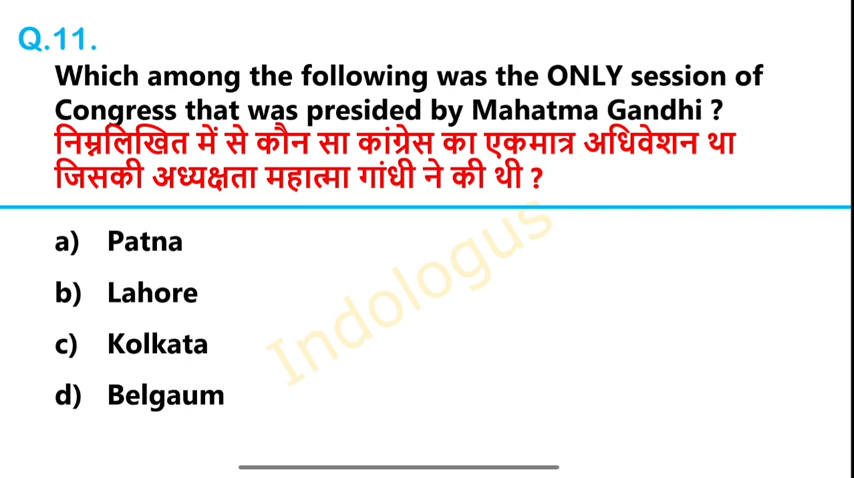 Q.11.
Which among the following was the ONLY session of
Congress that was presided by Mahatma Gandhi ?
निम्नलिखित में से कौन सा कांग्रेस का एकमात्र अधिवेशन था
जिसकी अध्यक्षता महात्मा गांधी ने की थी ?
a) Patna
b) Lahore
c) Kolkata
d) Belgaum
Indologus